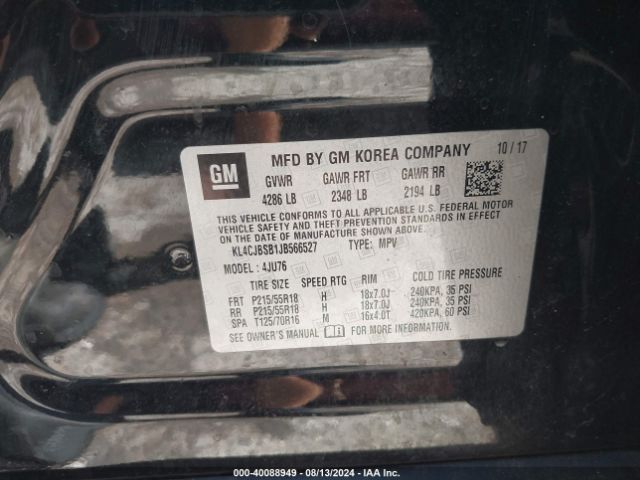 GM
MFD BY GM KOREA COMPANY 10/17
GVWR GAWR FRT GAWR RR
4286 LB 2348 LB 2194 LB
THIS VEHICLE CONFORMS TO ALL APPLICABLE U.S. FEDERAL MOTOR
VEHICLE SAFETY AND THEFT PREVENTION STANDARDS IN EFFECT
ON THE DATE OF MANUFACTURE SHOWN ABOVE.
KL4CJBSB1JB566527 TYPE: MPV
MODEL: 4JU76
TIRE SIZE SPEED RTG RIM COLD TIRE PRESSURE
FRT P215/55R18 H 18x7.0J 240KPA, 35 PSI
RR P215/55R18 H 18x7.0J 240KPA, 35 PSI
SPA T125/70R16 M 16x4.0T 420KPA, 60 PSI
SEE OWNER'S MANUAL FOR MORE INFORMATION.
000-40088949 - 08/13/2024 - IAA Inc.